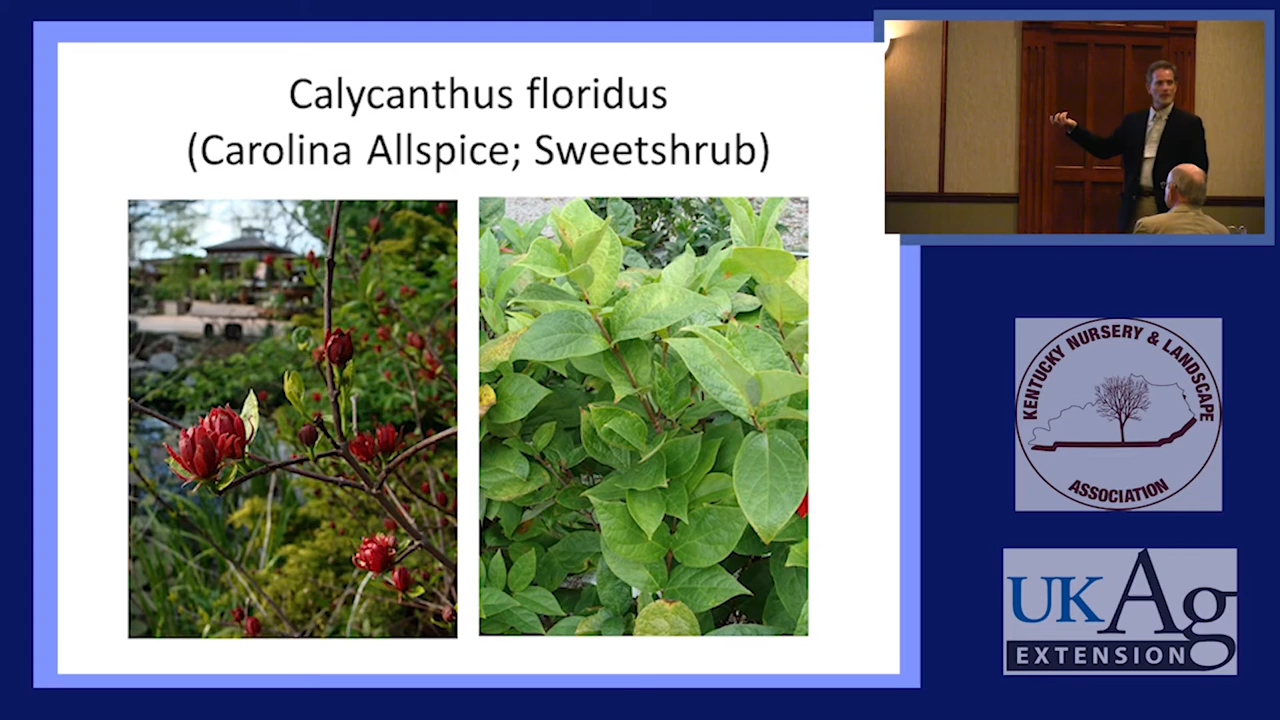 Calycanthus floridus
(Carolina Allspice; Sweetshrub)
KENTUCKY NURSERY & LANDSCAPE
ASSOCIATION
UKAg
EXTENSION